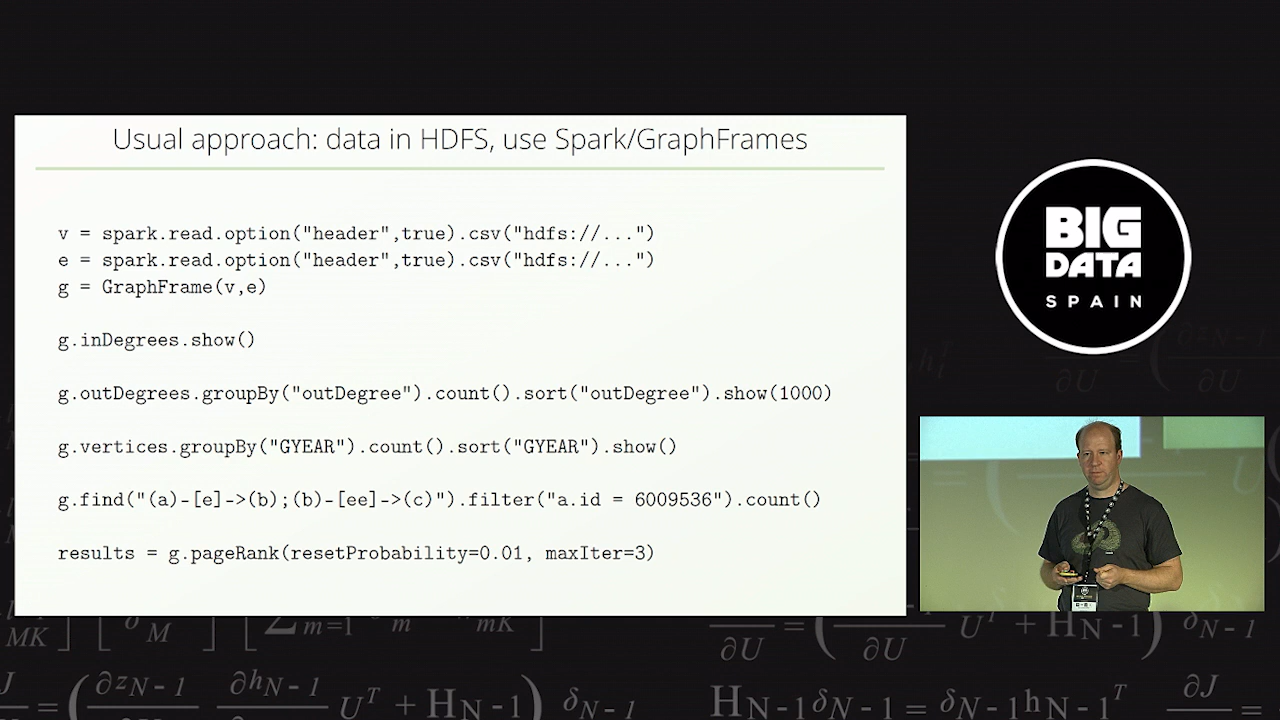 Usual approach: data in HDFS, use Spark/GraphFrames
v = spark.read.option("header",true).csv("hdfs://...")
e = spark.read.option("header",true).csv("hdfs://...")
g = GraphFrame(v,e)
g.inDegrees.show()
g.outDegrees.groupBy("outDegree").count().sort("outDegree").show(1000)
g.vertices.groupBy("GYEAR").count().sort("GYEAR").show()
g.find("(a)-[e]->(b);(b)-[ee]->(c)").filter("a.id = 6009536").count()
results = g.pageRank(resetProbability=0.01, maxIter=3)
BIG
DATA
SPAIN